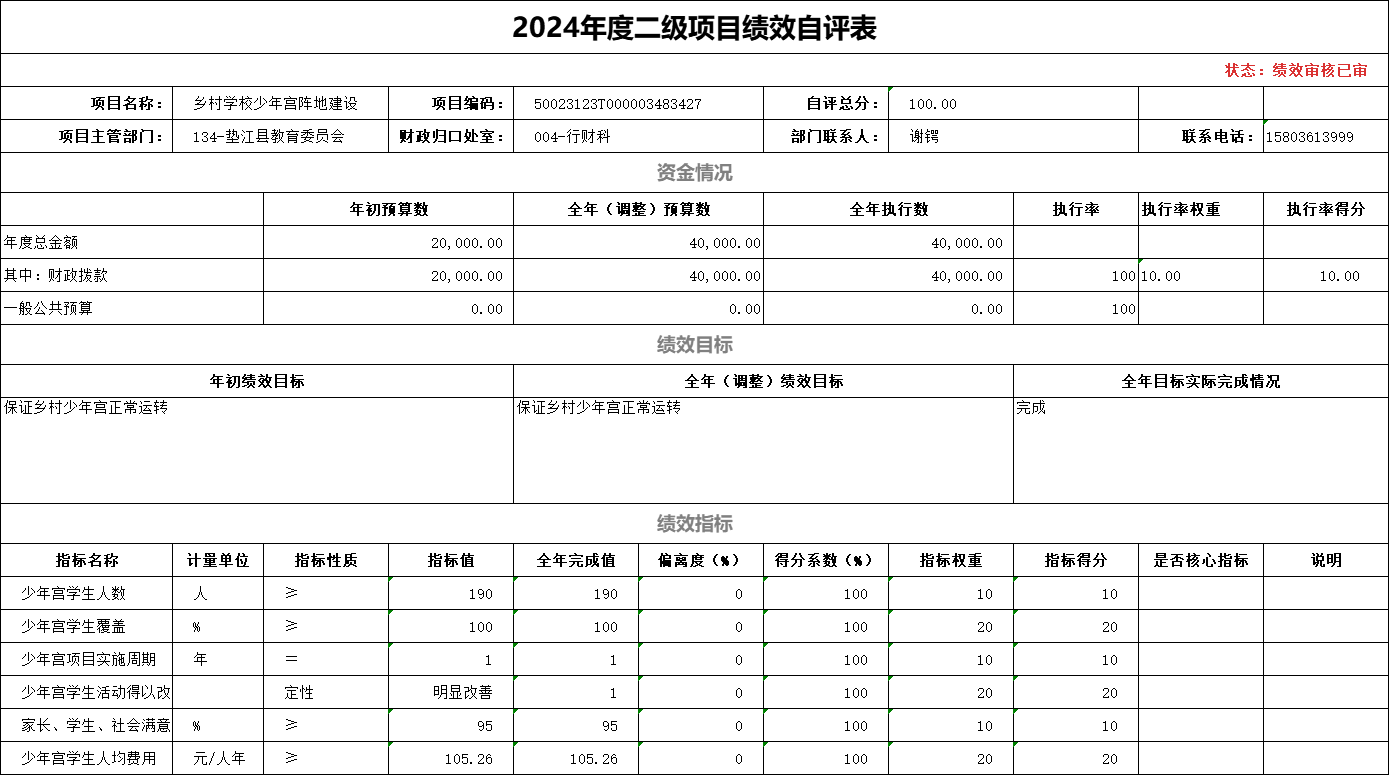 2024年度二级项目绩效自评表
状态：绩效审核已审
项目名称： 乡村学校少年宫阵地建设 项目编码： 50023123T000003483427 自评总分： 100.00
项目主管部门： 134-垫江县教育委员会 财政归口处室： 004-行财科 部门联系人： 谢锷 联系电话： 15803613999
资金情况
年初预算数 全年（调整）预算数 全年执行数 执行率 执行率权重 执行率得分
年度总金额 20,000.00 40,000.00 40,000.00
其中：财政拨款 20,000.00 40,000.00 40,000.00 100 10.00 10.00
一般公共预算 0.00 0.00 0.00 100
绩效目标
年初绩效目标 全年（调整）绩效目标 全年目标实际完成情况
保证乡村少年宫正常运转 保证乡村少年宫正常运转 完成
绩效指标
指标名称 计量单位 指标性质 指标值 全年完成值 偏离度（%） 得分系数（%） 指标权重 指标得分 是否核心指标 说明
少年宫学生人数 人 ≥ 190 190 0 100 10 10
少年宫学生覆盖 % ≥ 100 100 0 100 20 20
少年宫项目实施周期 年 ＝ 1 1 0 100 10 10
少年宫学生活动得以改 定性 明显改善 1 0 100 20 20
家长、学生、社会满意 % ≥ 95 95 0 100 10 10
少年宫学生人均费用 元/人年 ≥ 105.26 105.26 0 100 20 20